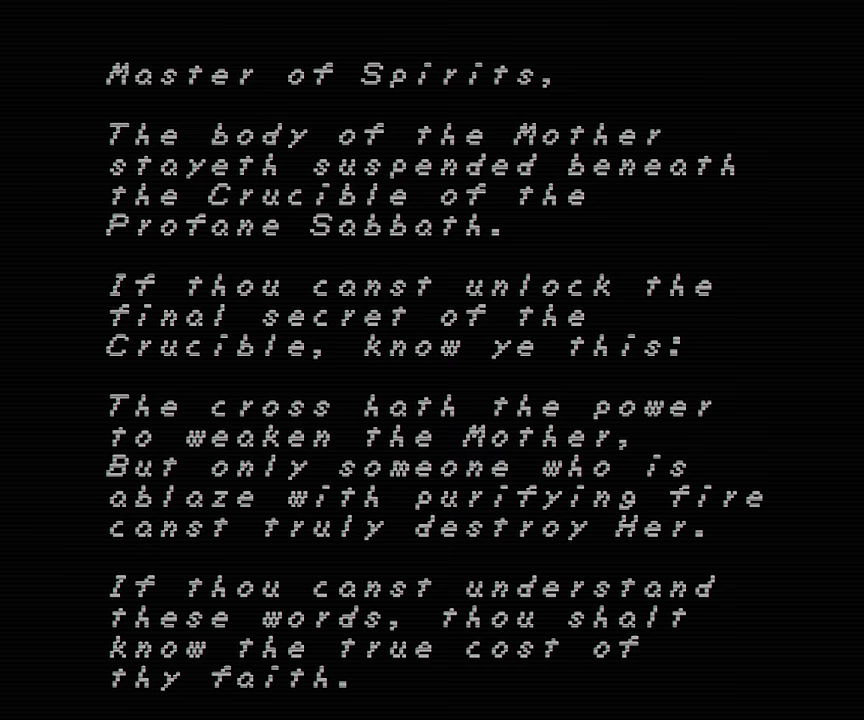 Master of Spirits,
The body of the Mother
stayeth suspended beneath
the Crucible of the
Profane Sabbath.
If thou canst unlock the
final secret of the
Crucible, know ye this:
The cross hath the power
to weaken the Mother,
But only someone who is
ablaze with purifying fire
canst truly destroy Her.
If thou canst understand
these words, thou shalt
know the true cost of
thy faith.